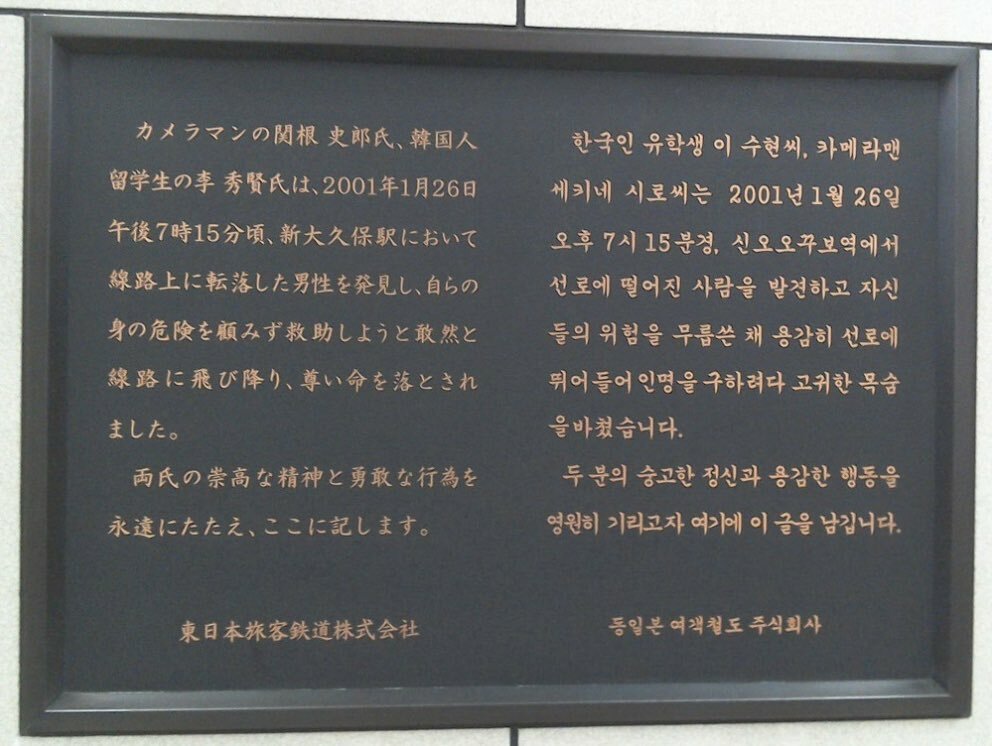 カメラマンの関根 史郎氏、韓国人
留学生の李 秀賢氏は、2001年1月26日
午後7時15分頃、新大久保駅において
線路上に転落した男性を発見し、自らの
身の危険を顧みず救助しようと敢然と
線路に飛び降り、尊い命を落とされ
ました。
両氏の崇高な精神と勇敢な行為を
永遠にたたえ、ここに記します。
東日本旅客鉄道株式会社
한국인 유학생 이 수현씨, 카메라맨
세키네 시로씨는 2001년 1월 26일
오후 7시 15분경, 신오오꾸보역에서
선로에 떨어진 사람을 발견하고 자신
들의 위험을 무릅쓴 채 용감히 선로에
뛰어들어 인명을 구하려다 고귀한 목숨
을바쳤습니다.
두 분의 숭고한 정신과 용감한 행동을
영원히 기리고자 여기에 이 글을 남깁니다.
동일본 여객철도 주식회사